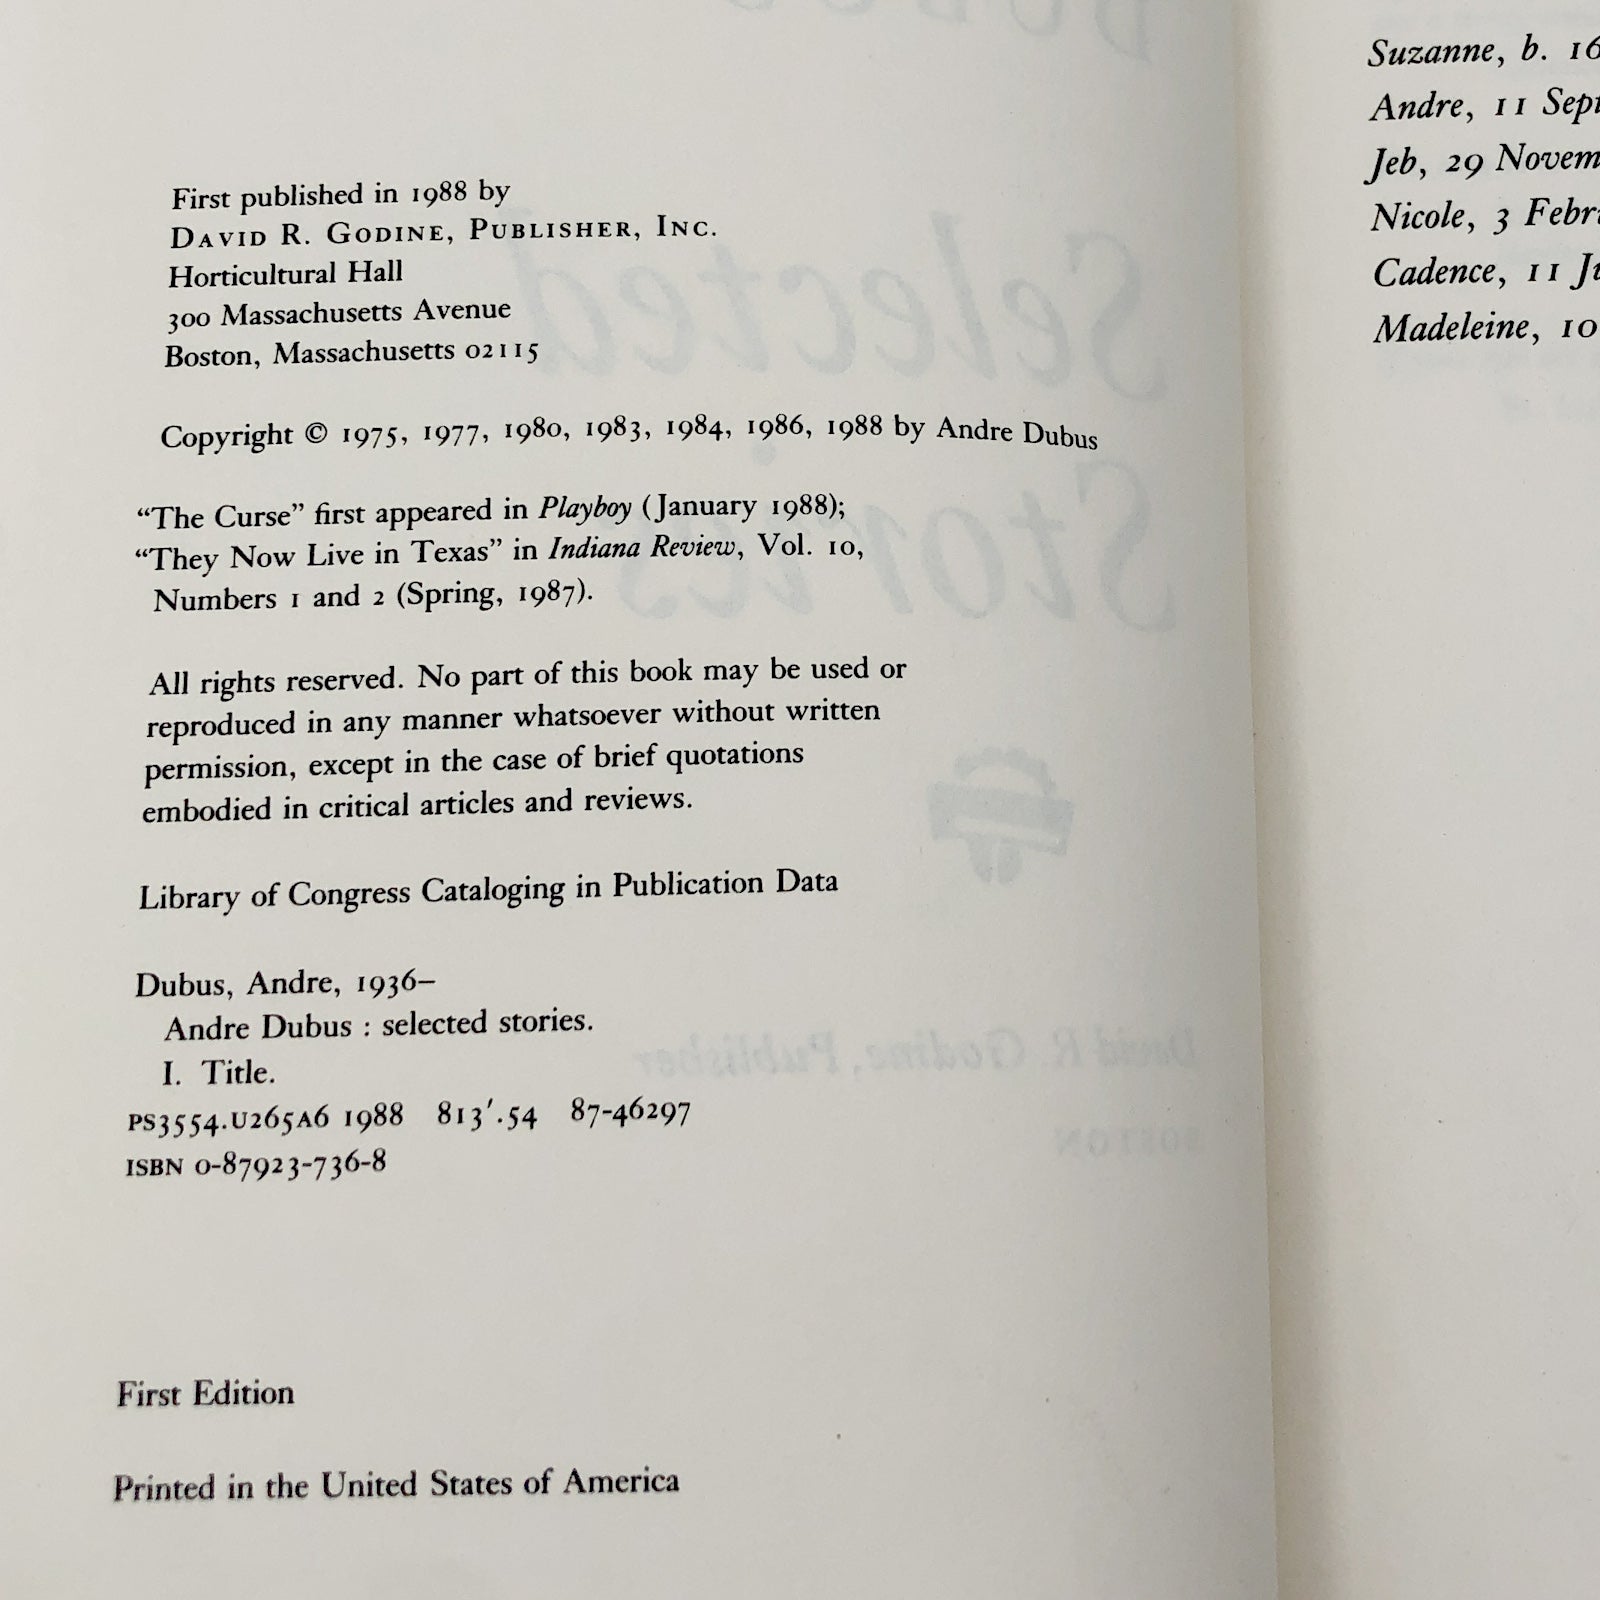 First published in 1988 by
DAVID R. GODINE, PUBLISHER, INC.
Horticultural Hall
300 Massachusetts Avenue
Boston, Massachusetts 02115
Copyright © 1975, 1977, 1980, 1983, 1984, 1986, 1988 by Andre Dubus
“The Curse” first appeared in Playboy (January 1988);
“They Now Live in Texas” in Indiana Review, Vol. 10,
Numbers 1 and 2 (Spring, 1987).
All rights reserved. No part of this book may be used or
reproduced in any manner whatsoever without written
permission, except in the case of brief quotations
embodied in critical articles and reviews.
Library of Congress Cataloging in Publication Data
Dubus, Andre, 1936–
Andre Dubus : selected stories.
I. Title.
PS3554.U265A6 1988 813′.54 87-46297
ISBN 0-87923-736-8
First Edition
Printed in the United States of America
Selected
Stories
David R. Godine, Publisher
BOSTON
Suzanne, b.
Andre, 11
Jeb, 29
Nicole, 3
Cadence, 11
Madeleine, 10